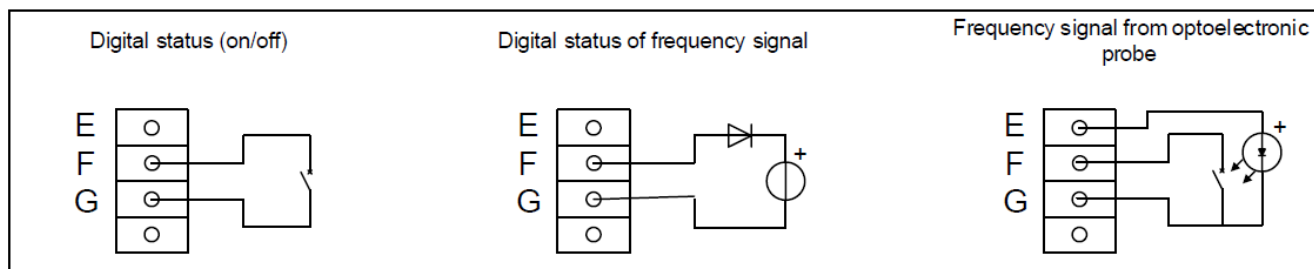 Digital status (on/off)
E
F
G
Digital status of frequency signal
E
F
G
+
Frequency signal from optoelectronic
probe
E
F
G
+